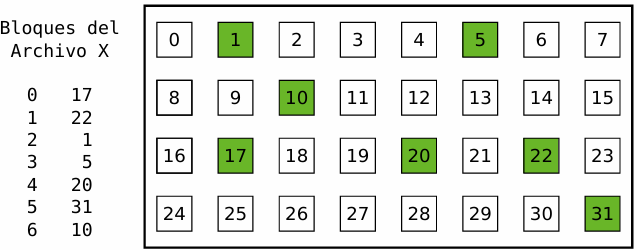 Bloques del
Archivo X
0 17
1 22
2 1
3 5
4 20
5 31
6 10
0 1 2 3 4 5 6 7
8 9 10 11 12 13 14 15
16 17 18 19 20 21 22 23
24 25 26 27 28 29 30 31